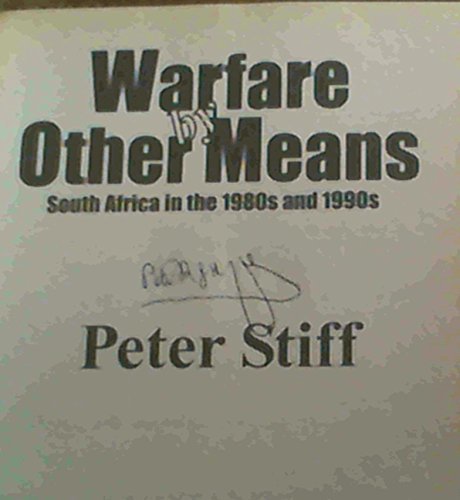 Warfare
by
Other Means
South Africa in the 1980s and 1990s
Peter Stiff